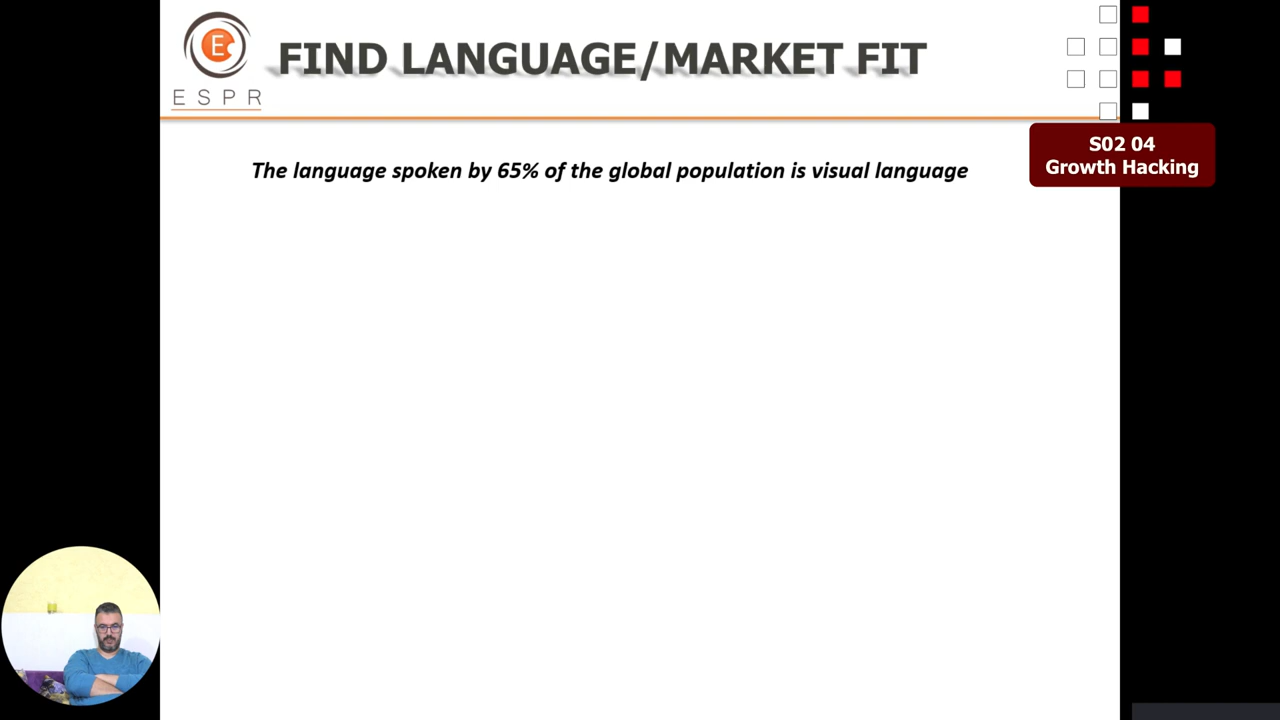 E
ESPR
FIND LANGUAGE/MARKET FIT
S02 04
Growth Hacking
The language spoken by 65% of the global population is visual language